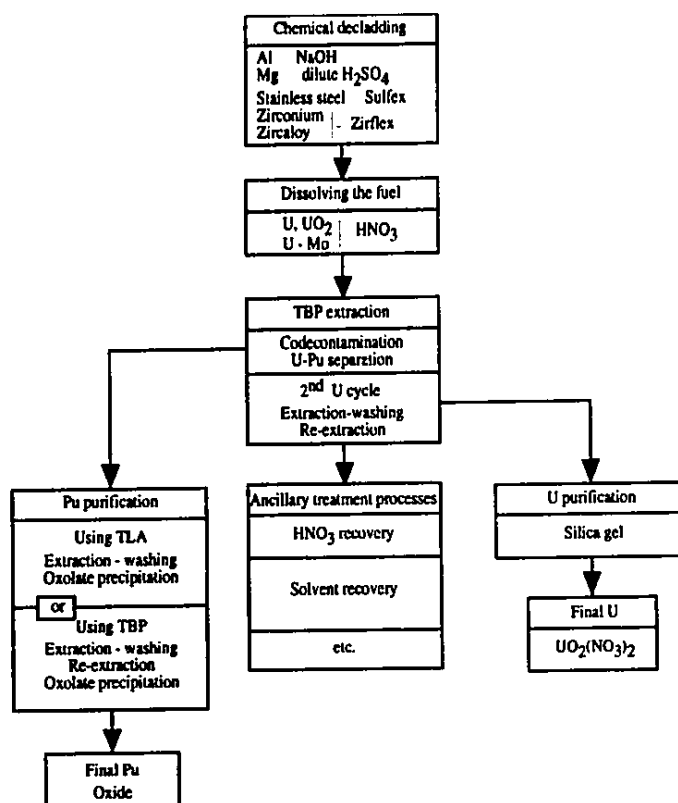 Chemical decladding
Al NaOH
Mg dilute H2SO4
Stainless steel Sulfex
Zirconium
Zircaloy - Zirflex
Dissolving the fuel
U, UO2 HNO3
U - Mo
TBP extraction
Codecontamination
U-Pu separation
2nd U cycle
Extraction-washing
Re-extraction
Pu purification
Using TLA
Extraction - washing
Oxolate precipitation
or
Using TBP
Extraction - washing
Re-extraction
Oxolate precipitation
Final Pu
Oxide
Ancillary treatment processes
HNO3 recovery
Solvent recovery
etc.
U purification
Silica gel
Final U
UO2(NO3)2